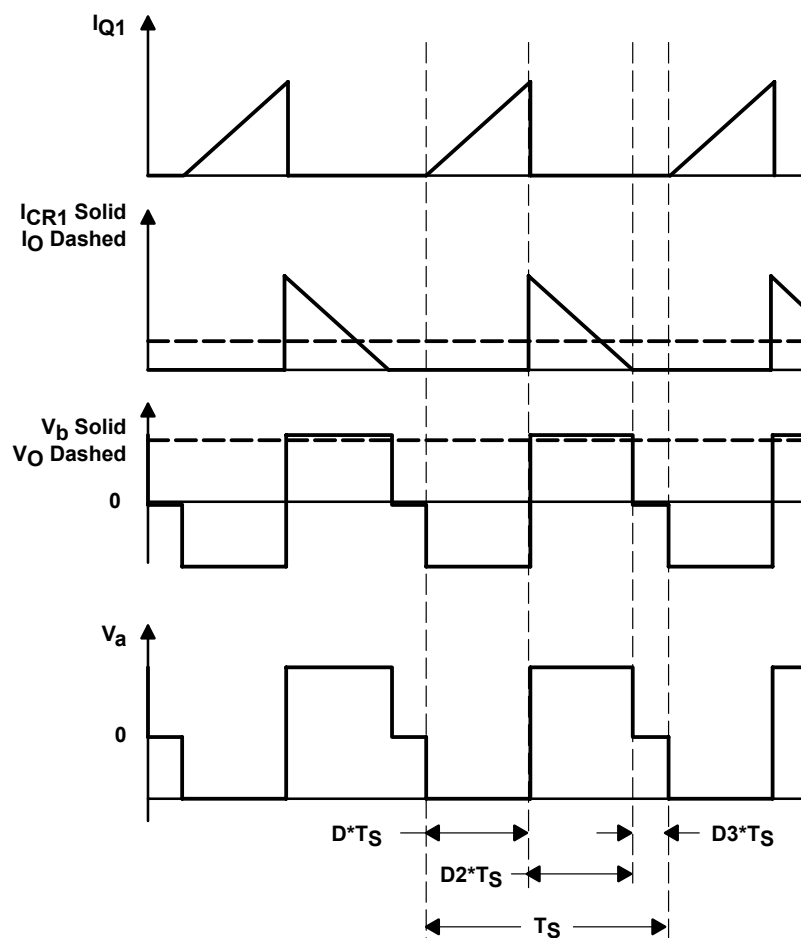 IQ1
ICR1 Solid
IO Dashed
Vb Solid
VO Dashed
0
Va
0
D*TS
D3*TS
D2*TS
TS